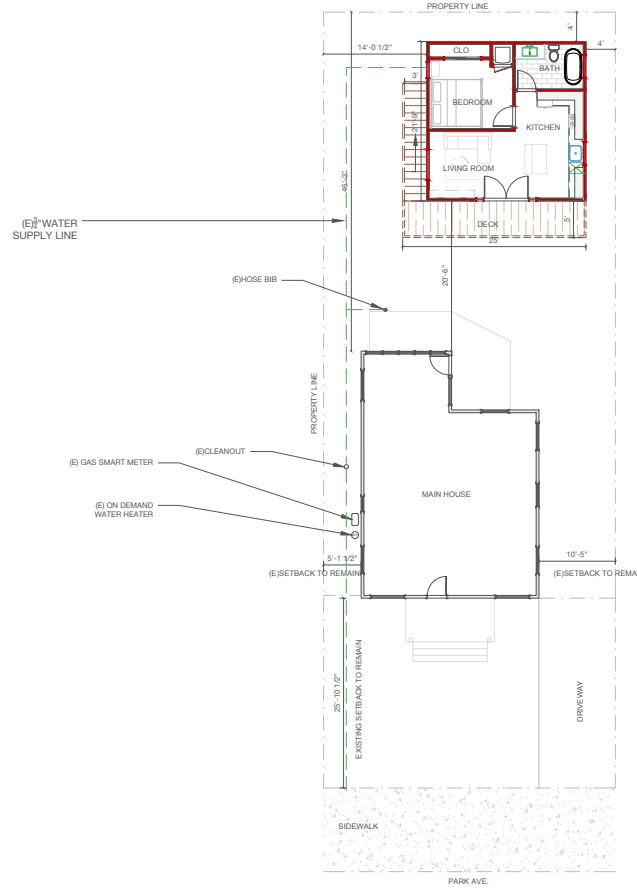 PROPERTY LINE
4'
14'-0 1/2"
4'
CLO
BATH
3'
BEDROOM
21'-9"
KITCHEN
46'-3"
LIVING ROOM
(E)3/4"WATER
SUPPLY LINE
DECK
5'
25'
20'-6"
(E)HOSE BIB
PROPERTY LINE
(E)CLEANOUT
(E) GAS SMART METER
MAIN HOUSE
(E) ON DEMAND
WATER HEATER
5'-1 1/2"
10'-5"
(E)SETBACK TO REMAIN
(E)SETBACK TO REMA
25'-10 1/2"
EXISTING SETBACK TO REMAIN
DRIVEWAY
SIDEWALK
PARK AVE.